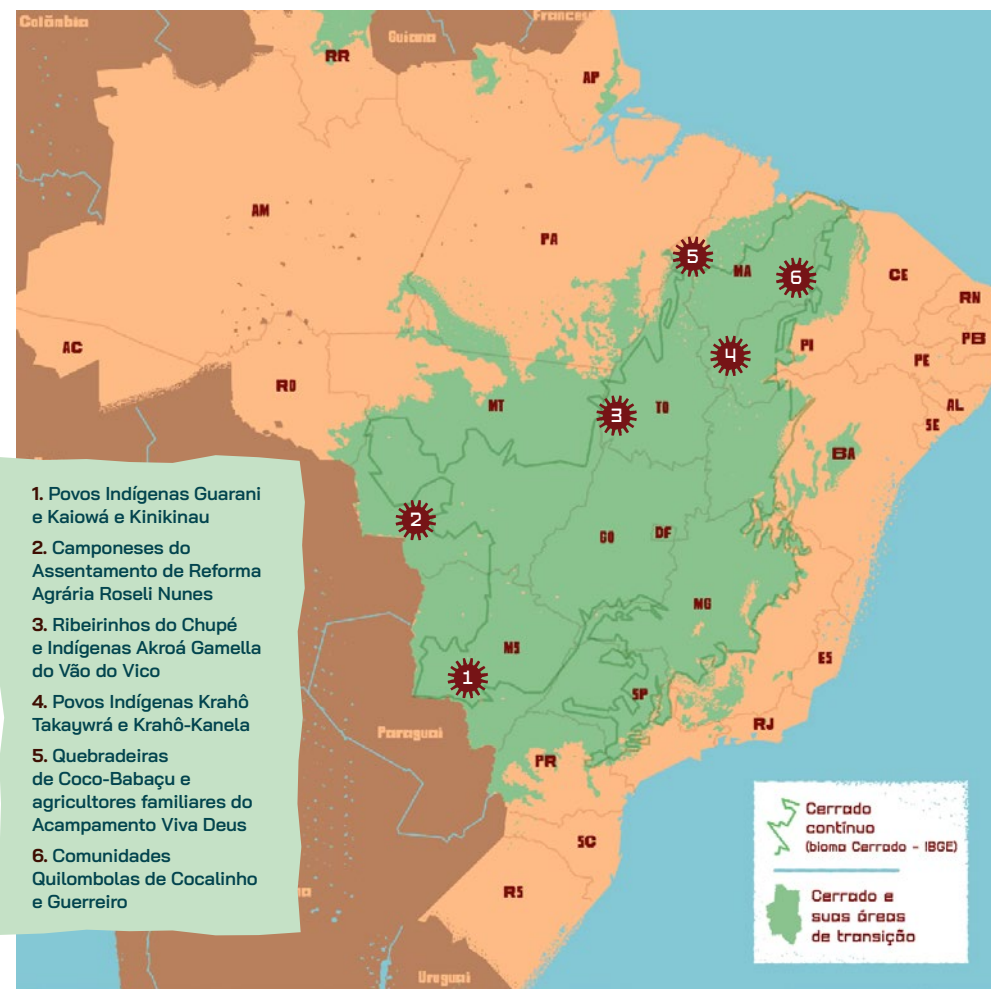 Colômbia
Frances
Guiana
RR
AP
AM
PA
5
MA
6
CE
RN
PB
AC
PI
PE
4
RO
MT
3
TO
AL
SE
BA
2
GO
DF
MG
MS
1
ES
SP
RJ
Paraguai
PR
SC
RS
Uruguai
1. Povos Indígenas Guarani
e Kaiowá e Kinikinau
2. Camponeses do
Assentamento de Reforma
Agrária Roseli Nunes
3. Ribeirinhos do Chupé
e Indígenas Akroá Gamella
do Vão do Vico
4. Povos Indígenas Krahô
Takaywrá e Krahô-Kanela
5. Quebradeiras
de Coco-Babaçu e
agricultores familiares do
Acampamento Viva Deus
6. Comunidades
Quilombolas de Cocalinho
e Guerreiro
Cerrado
contínuo
(bioma Cerrado - IBGE)
Cerrado e
suas áreas
de transição